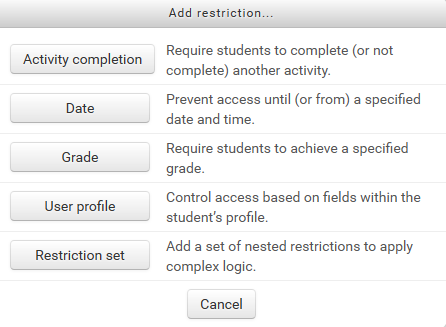 Add restriction...
Activity completion
Require students to complete (or not
complete) another activity.
Date
Prevent access until (or from) a specified
date and time.
Grade
Require students to achieve a specified
grade.
User profile
Control access based on fields within the
student’s profile.
Restriction set
Add a set of nested restrictions to apply
complex logic.
Cancel